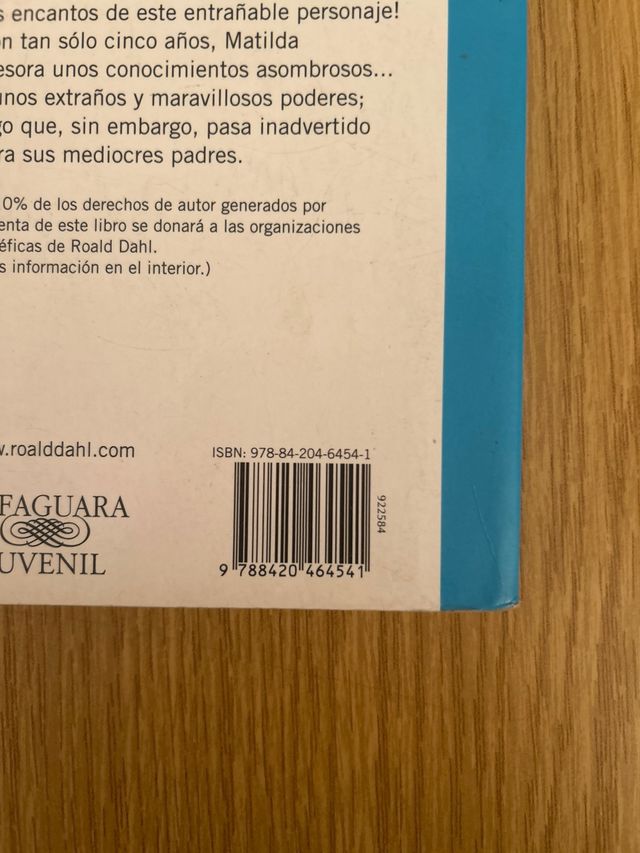 s encantos de este entrañable personaje!
n tan sólo cinco años, Matilda
esora unos conocimientos asombrosos...
unos extraños y maravillosos poderes;
go que, sin embargo, pasa inadvertido
ra sus mediocres padres.
0% de los derechos de autor generados por
enta de este libro se donará a las organizaciones
éficas de Roald Dahl.
s información en el interior.)
w.roalddahl.com
FAGUARA
UVENIL
ISBN: 978-84-204-6454-1
922584
9 788420 464541